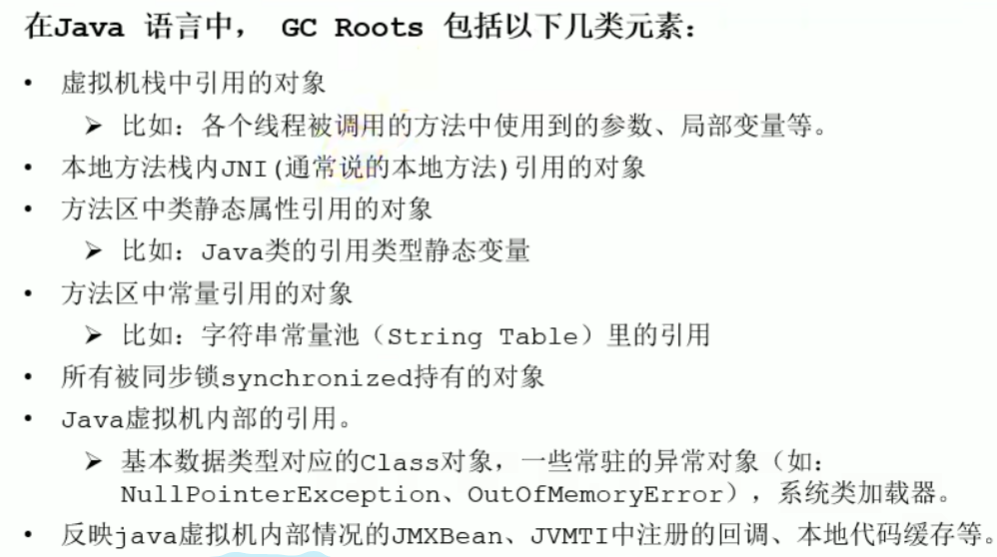 在Java 语言中， GC Roots 包括以下几类元素：
• 虚拟机栈中引用的对象
➢ 比如：各个线程被调用的方法中使用到的参数、局部变量等。
• 本地方法栈内JNI(通常说的本地方法)引用的对象
• 方法区中类静态属性引用的对象
➢ 比如：Java类的引用类型静态变量
• 方法区中常量引用的对象
➢ 比如：字符串常量池（String Table）里的引用
• 所有被同步锁synchronized持有的对象
• Java虚拟机内部的引用。
➢ 基本数据类型对应的Class对象，一些常驻的异常对象（如：
NullPointerException、OutOfMemoryError），系统类加载器。
• 反映java虚拟机内部情况的JMXBean、JVMTI中注册的回调、本地代码缓存等。